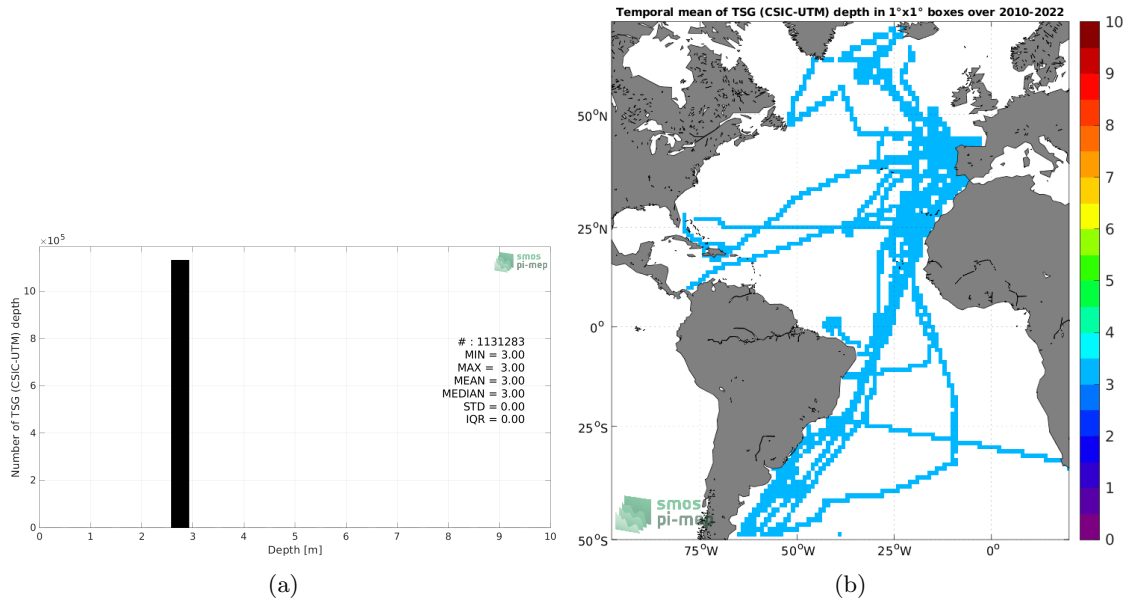 ×10⁵
10
8
6
4
2
0
Number of TSG (CSIC-UTM) depth
smos
pi-mep
# : 1131283
MIN = 3.00
MAX = 3.00
MEAN = 3.00
MEDIAN = 3.00
STD = 0.00
IQR = 0.00
0 1 2 3 4 5 6 7 8 9 10
Depth [m]
(a)
Temporal mean of TSG (CSIC-UTM) depth in 1°x1° boxes over 2010-2022
50°N
25°N
0°
25°S
50°S
75°W 50°W 25°W 0°
smos
pi-mep
10
9
8
7
6
5
4
3
2
1
0
(b)